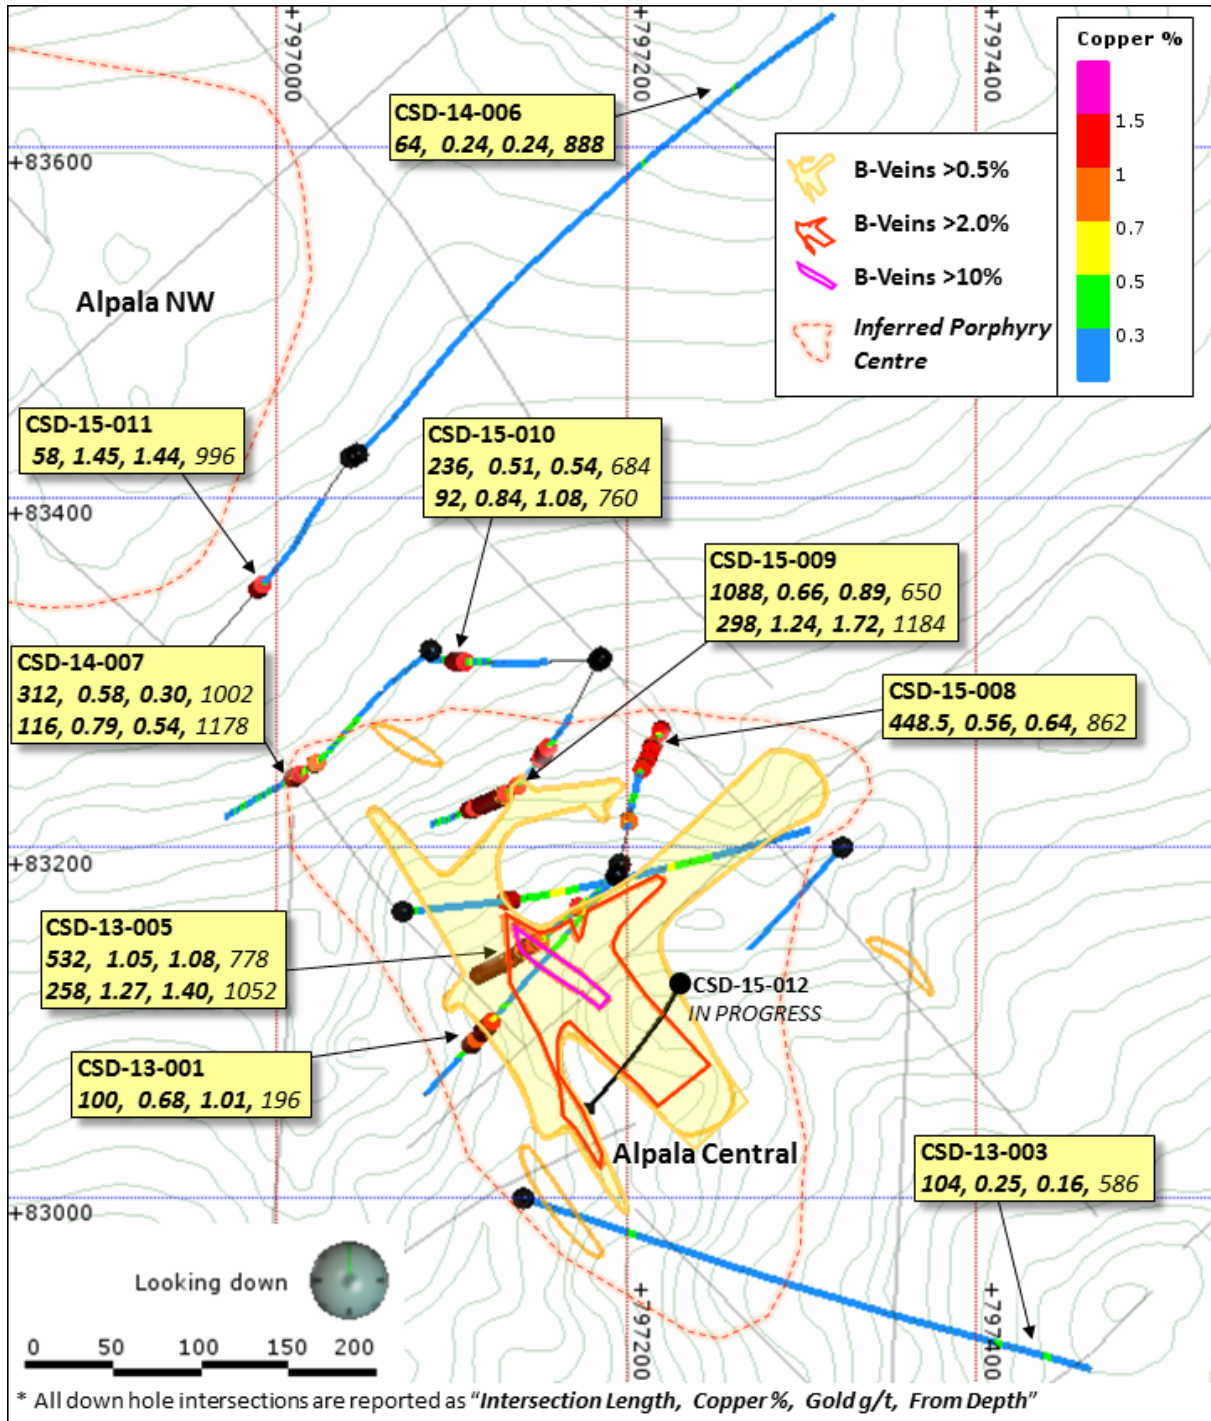 +797000
+797200
+797400
Copper %
1.5
1
0.7
0.5
0.3
B-Veins >0.5%
B-Veins >2.0%
B-Veins >10%
Inferred Porphyry
Centre
CSD-14-006
64, 0.24, 0.24, 888
+83600
Alpala NW
CSD-15-011
58, 1.45, 1.44, 996
CSD-15-010
236, 0.51, 0.54, 684
92, 0.84, 1.08, 760
+83400
CSD-15-009
1088, 0.66, 0.89, 650
298, 1.24, 1.72, 1184
CSD-14-007
312, 0.58, 0.30, 1002
116, 0.79, 0.54, 1178
CSD-15-008
448.5, 0.56, 0.64, 862
+83200
CSD-13-005
532, 1.05, 1.08, 778
258, 1.27, 1.40, 1052
CSD-15-012
IN PROGRESS
CSD-13-001
100, 0.68, 1.01, 196
Alpala Central
CSD-13-003
104, 0.25, 0.16, 586
+83000
Looking down
+797200
+797400
0 50 100 150 200
* All down hole intersections are reported as “Intersection Length, Copper %, Gold g/t, From Depth”